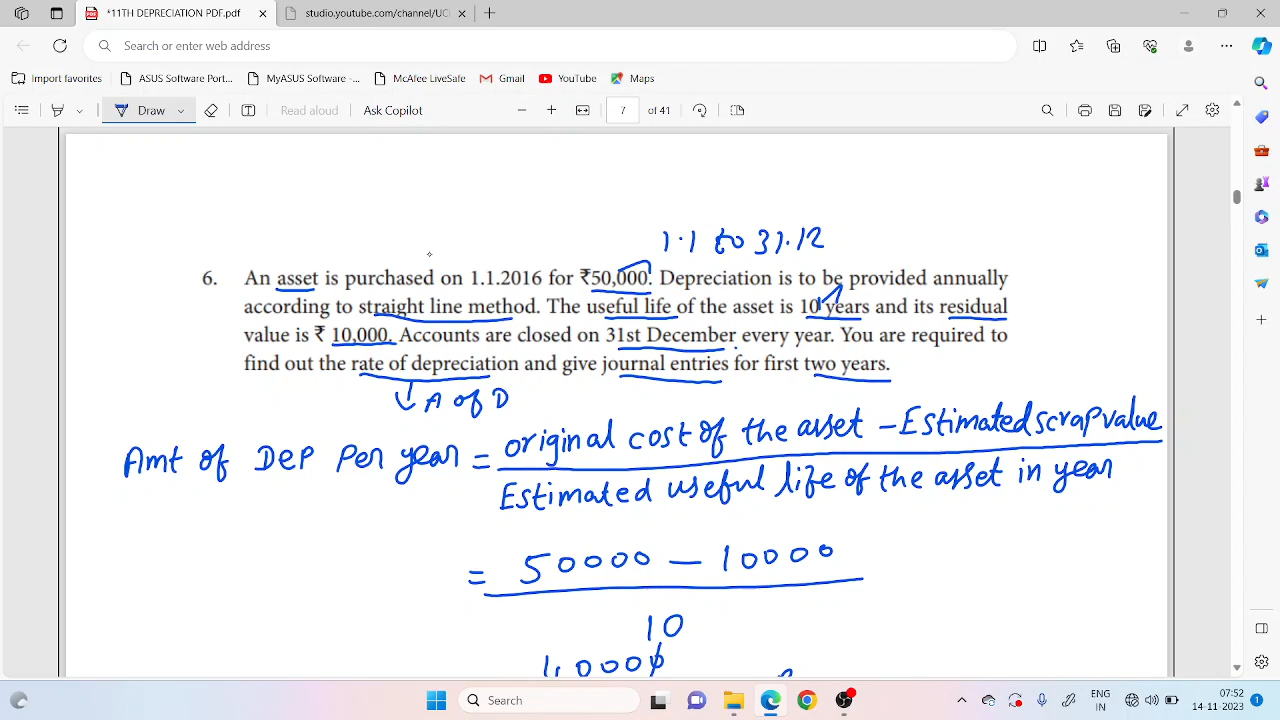 *11TH DEPRECIATION PDF.pdf
studio.youtube.com/channel/UC
Search or enter web address
Import favorites
ASUS Software Port...
MyASUS Software -...
McAfee LiveSafe
Gmail
YouTube
Maps
Draw
Read aloud
Ask Copilot
7 of 41
1.1 to 31.12
6. An asset is purchased on 1.1.2016 for ₹50,000. Depreciation is to be provided annually
according to straight line method. The useful life of the asset is 10 years and its residual
value is ₹ 10,000. Accounts are closed on 31st December every year. You are required to
find out the rate of depreciation and give journal entries for first two years.
A of D
Amt of Dep Per year = original cost of the asset - Estimated scrap value
Estimated useful life of the asset in year
= 50000 - 10000
10
40000
Search
ENG
IN
07:52
14-11-2023
1